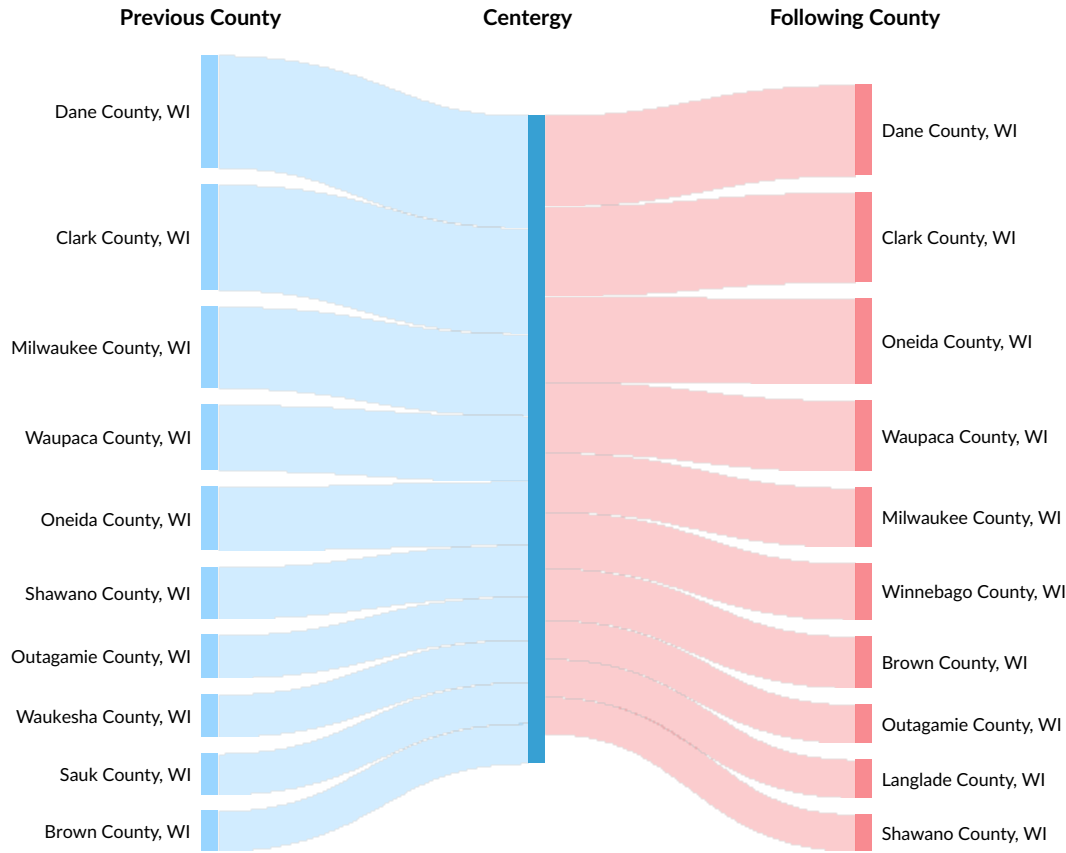 Previous County
Centergy
Following County
Dane County, WI
Clark County, WI
Milwaukee County, WI
Waupaca County, WI
Oneida County, WI
Shawano County, WI
Outagamie County, WI
Waukesha County, WI
Sauk County, WI
Brown County, WI
Dane County, WI
Clark County, WI
Oneida County, WI
Waupaca County, WI
Milwaukee County, WI
Winnebago County, WI
Brown County, WI
Outagamie County, WI
Langlade County, WI
Shawano County, WI